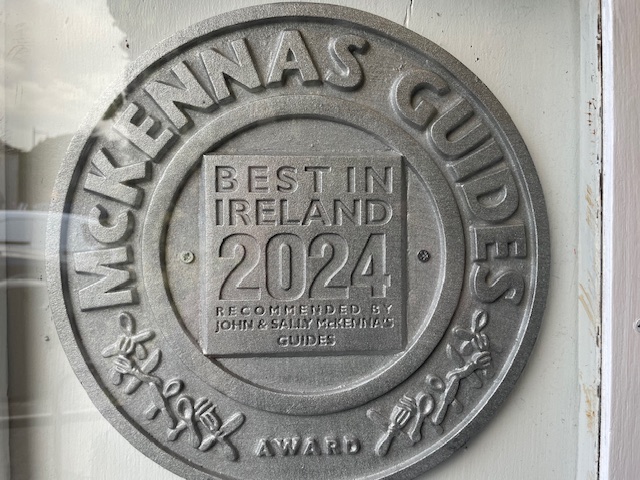 McKENNAS GUIDES
BEST IN
IRELAND
2024
RECOMMENDED BY
JOHN & SALLY McKENNA'S
GUIDES
AWARD